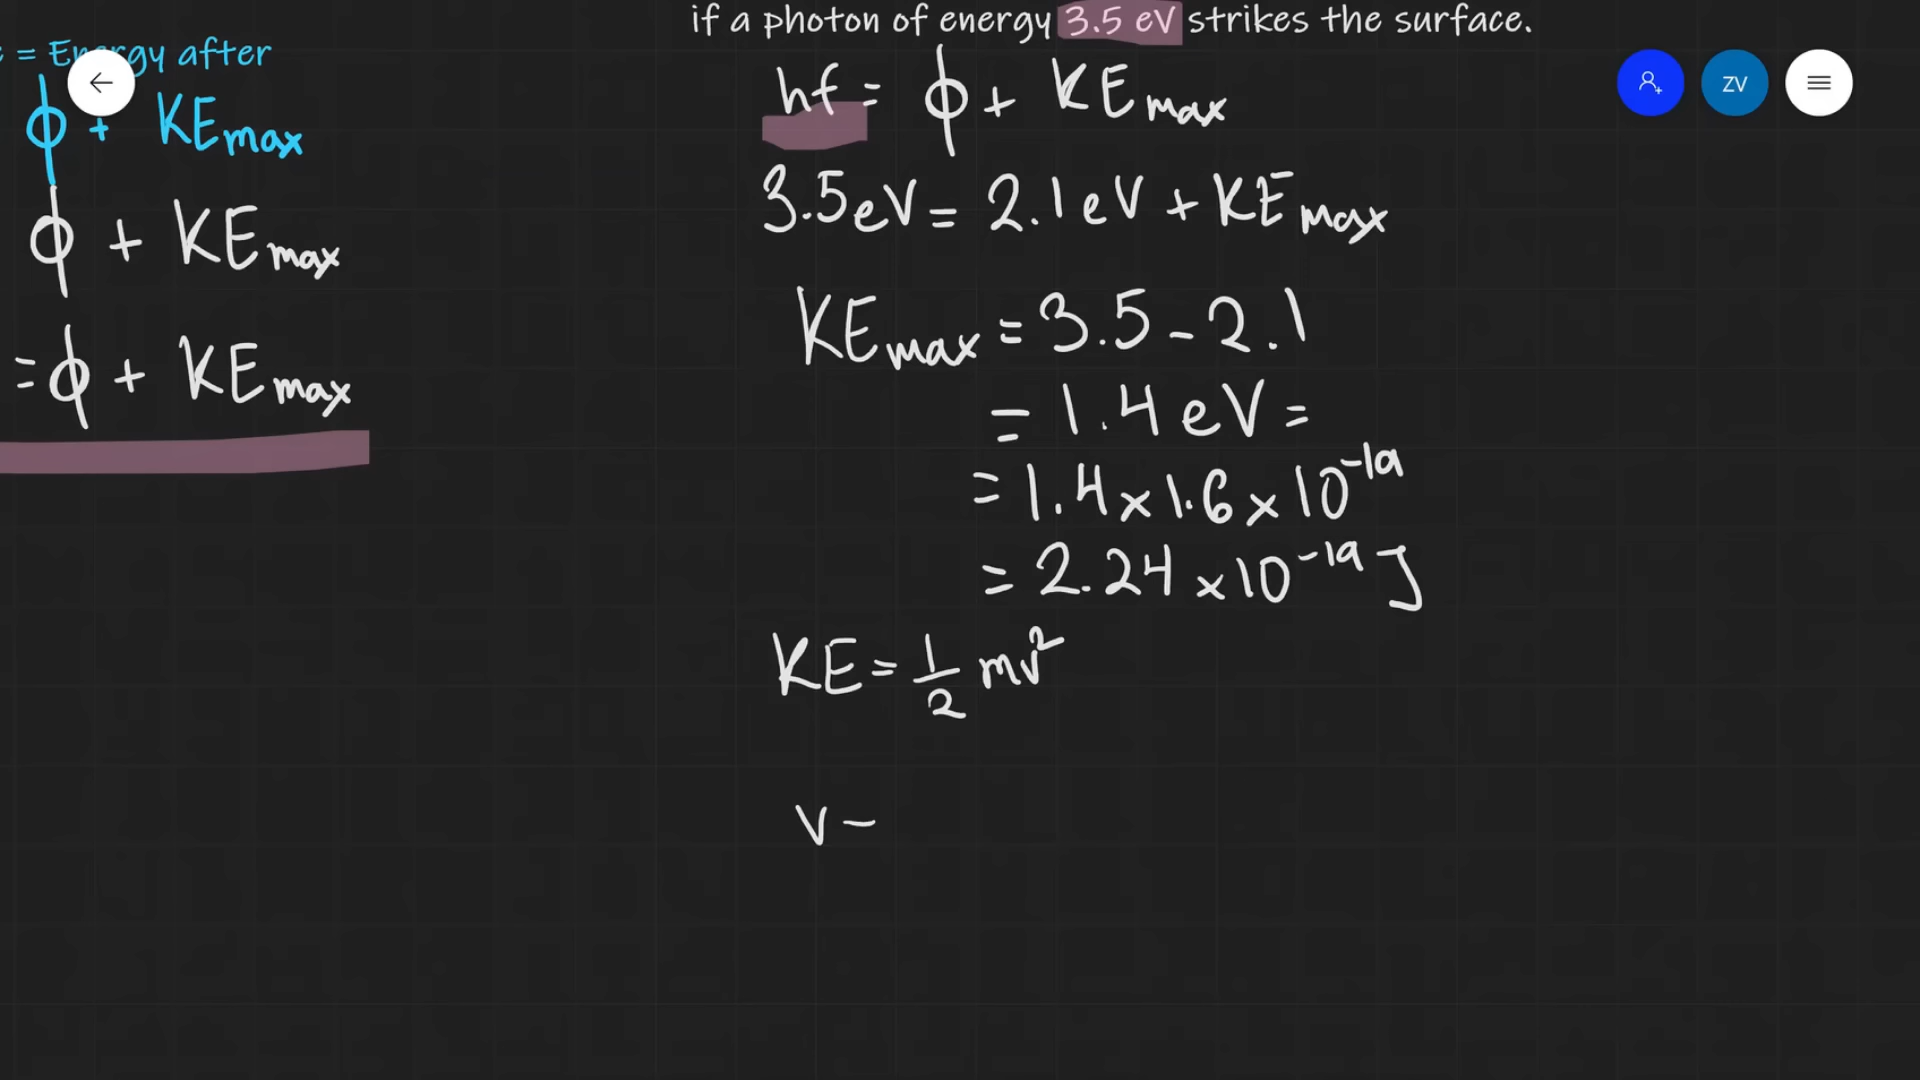 if a photon of energy 3.5 eV strikes the surface.
= Energy after
ϕ + KEmax
ϕ + KEmax
= ϕ + KEmax
hf = ϕ + KEmax
3.5eV = 2.1eV + KEmax
KEmax = 3.5 - 2.1
= 1.4 eV =
= 1.4 x 1.6 x 10⁻¹⁹
= 2.24 x 10⁻¹⁹ J
KE = 1/2 mv²
v -
ZV